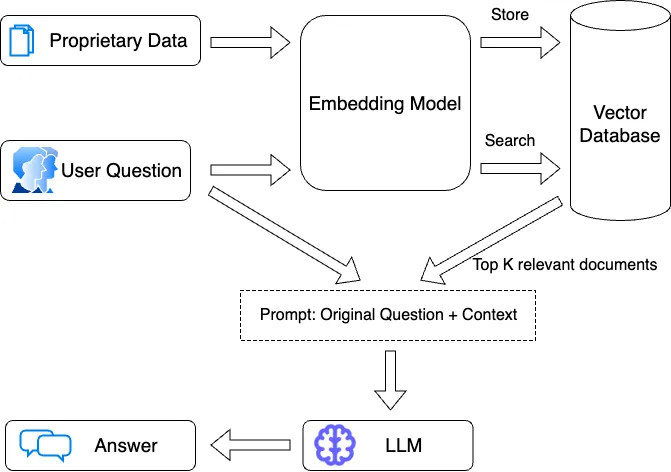 Proprietary Data
Store
Embedding Model
Vector
Database
User Question
Search
Top K relevant documents
Prompt: Original Question + Context
Answer
LLM